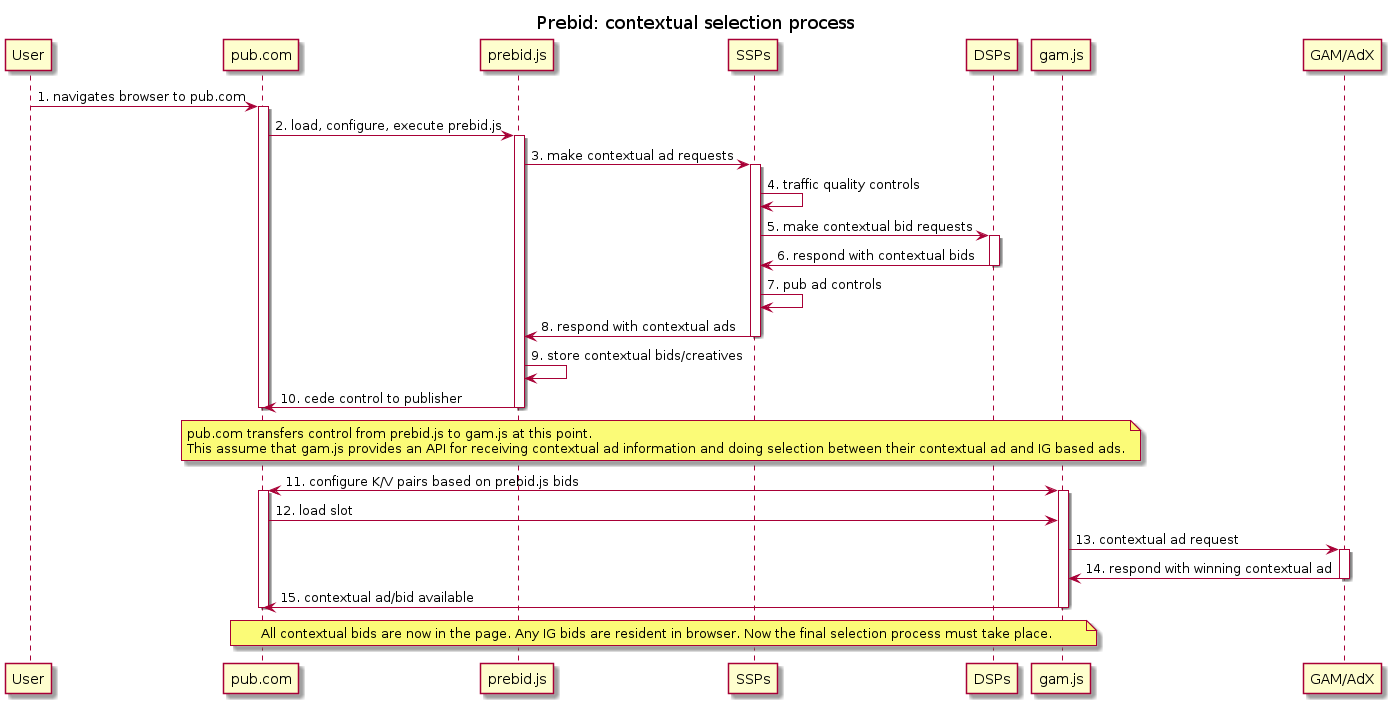 Prebid: contextual selection process
User
pub.com
prebid.js
SSPs
DSPs
gam.js
GAM/AdX
1. navigates browser to pub.com
2. load, configure, execute prebid.js
3. make contextual ad requests
4. traffic quality controls
5. make contextual bid requests
6. respond with contextual bids
7. pub ad controls
8. respond with contextual ads
9. store contextual bids/creatives
10. cede control to publisher
pub.com transfers control from prebid.js to gam.js at this point.
This assume that gam.js provides an API for receiving contextual ad information and doing selection between their contextual ad and IG based ads.
11. configure K/V pairs based on prebid.js bids
12. load slot
13. contextual ad request
14. respond with winning contextual ad
15. contextual ad/bid available
All contextual bids are now in the page. Any IG bids are resident in browser. Now the final selection process must take place.
User
pub.com
prebid.js
SSPs
DSPs
gam.js
GAM/AdX